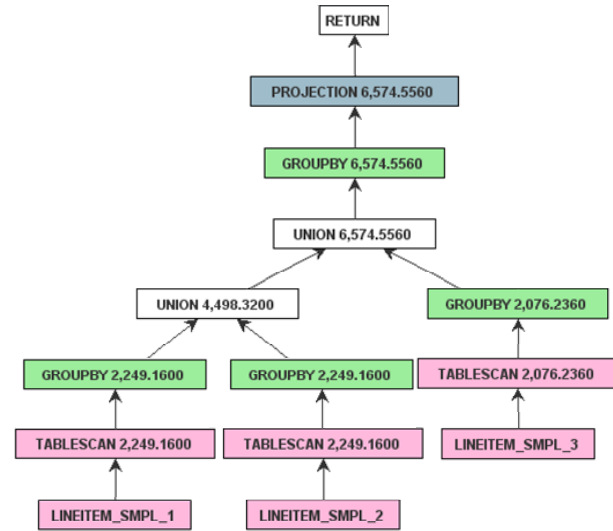 RETURN
PROJECTION 6,574.5560
GROUPBY 6,574.5560
UNION 6,574.5560
UNION 4,498.3200
GROUPBY 2,076.2360
GROUPBY 2,249.1600
GROUPBY 2,249.1600
TABLESCAN 2,076.2360
TABLESCAN 2,249.1600
TABLESCAN 2,249.1600
LINEITEM_SMPL_3
LINEITEM_SMPL_1
LINEITEM_SMPL_2